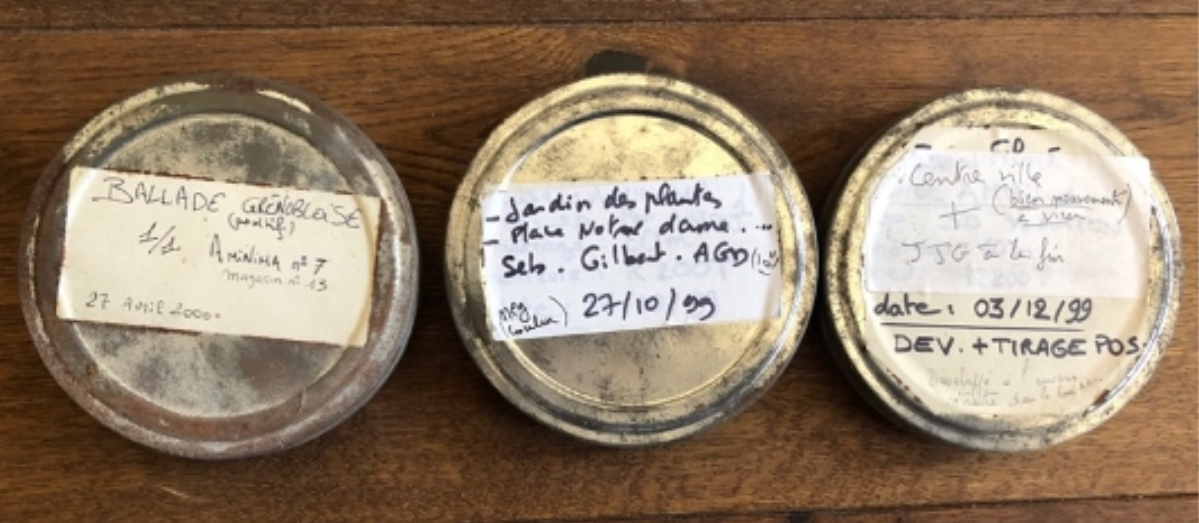 BALLADE GRENOBLOISE
(positif)
1/1 AMINIMA n° 7
magasin n° 13
27 Avril 2000.
- Jardin des plantes
- Place Notre dame. ...
Seb. Gilbert. AGD
neg
(couleur) 27/10/99
Centre ville
+ (bien mouvementé)
JJG à la fin
date: 03/12/99
DEV. + TIRAGE POS.